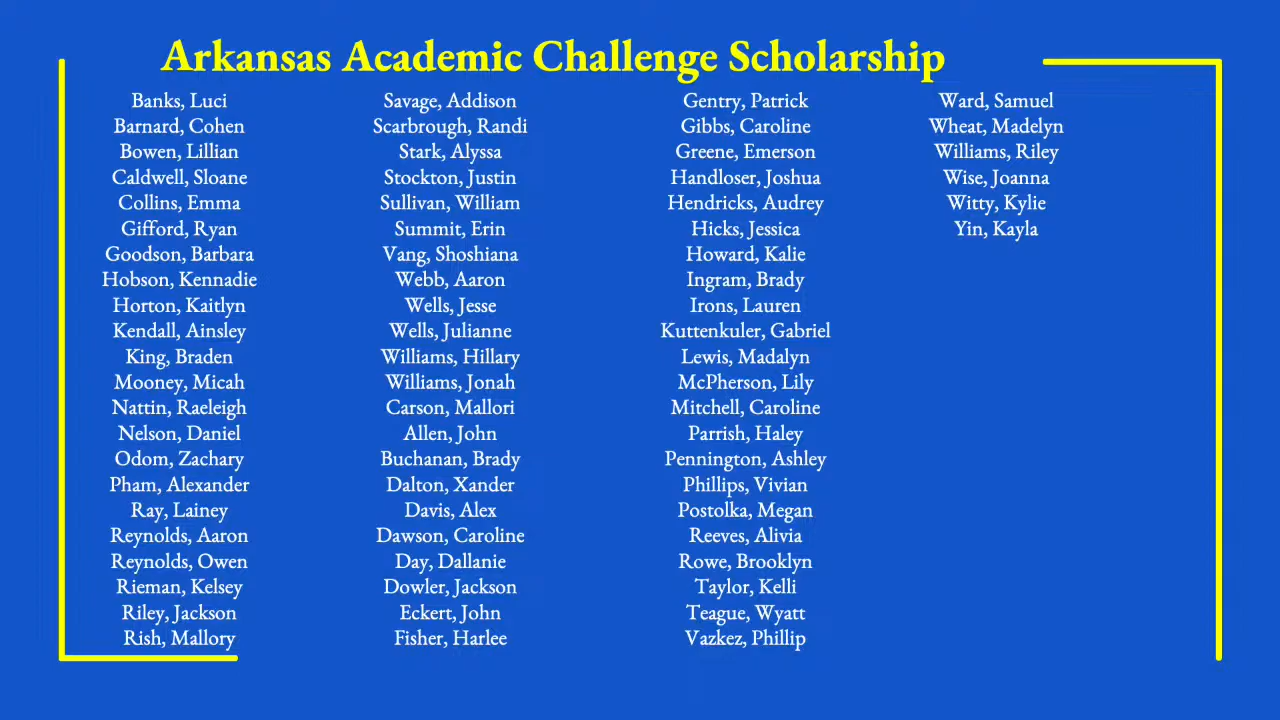 Arkansas Academic Challenge Scholarship
Banks, Luci
Barnard, Cohen
Bowen, Lillian
Caldwell, Sloane
Collins, Emma
Gifford, Ryan
Goodson, Barbara
Hobson, Kennadie
Horton, Kaitlyn
Kendall, Ainsley
King, Braden
Mooney, Micah
Nattin, Raeleigh
Nelson, Daniel
Odom, Zachary
Pham, Alexander
Ray, Lainey
Reynolds, Aaron
Reynolds, Owen
Rieman, Kelsey
Riley, Jackson
Rish, Mallory
Savage, Addison
Scarbrough, Randi
Stark, Alyssa
Stockton, Justin
Sullivan, William
Summit, Erin
Vang, Shoshiana
Webb, Aaron
Wells, Jesse
Wells, Julianne
Williams, Hillary
Williams, Jonah
Carson, Mallori
Allen, John
Buchanan, Brady
Dalton, Xander
Davis, Alex
Dawson, Caroline
Day, Dallanie
Dowler, Jackson
Eckert, John
Fisher, Harlee
Gentry, Patrick
Gibbs, Caroline
Greene, Emerson
Handloser, Joshua
Hendricks, Audrey
Hicks, Jessica
Howard, Kalie
Ingram, Brady
Irons, Lauren
Kuttenkuler, Gabriel
Lewis, Madalyn
McPherson, Lily
Mitchell, Caroline
Parrish, Haley
Pennington, Ashley
Phillips, Vivian
Postolka, Megan
Reeves, Alivia
Rowe, Brooklyn
Taylor, Kelli
Teague, Wyatt
Vazkez, Phillip
Ward, Samuel
Wheat, Madelyn
Williams, Riley
Wise, Joanna
Witty, Kylie
Yin, Kayla